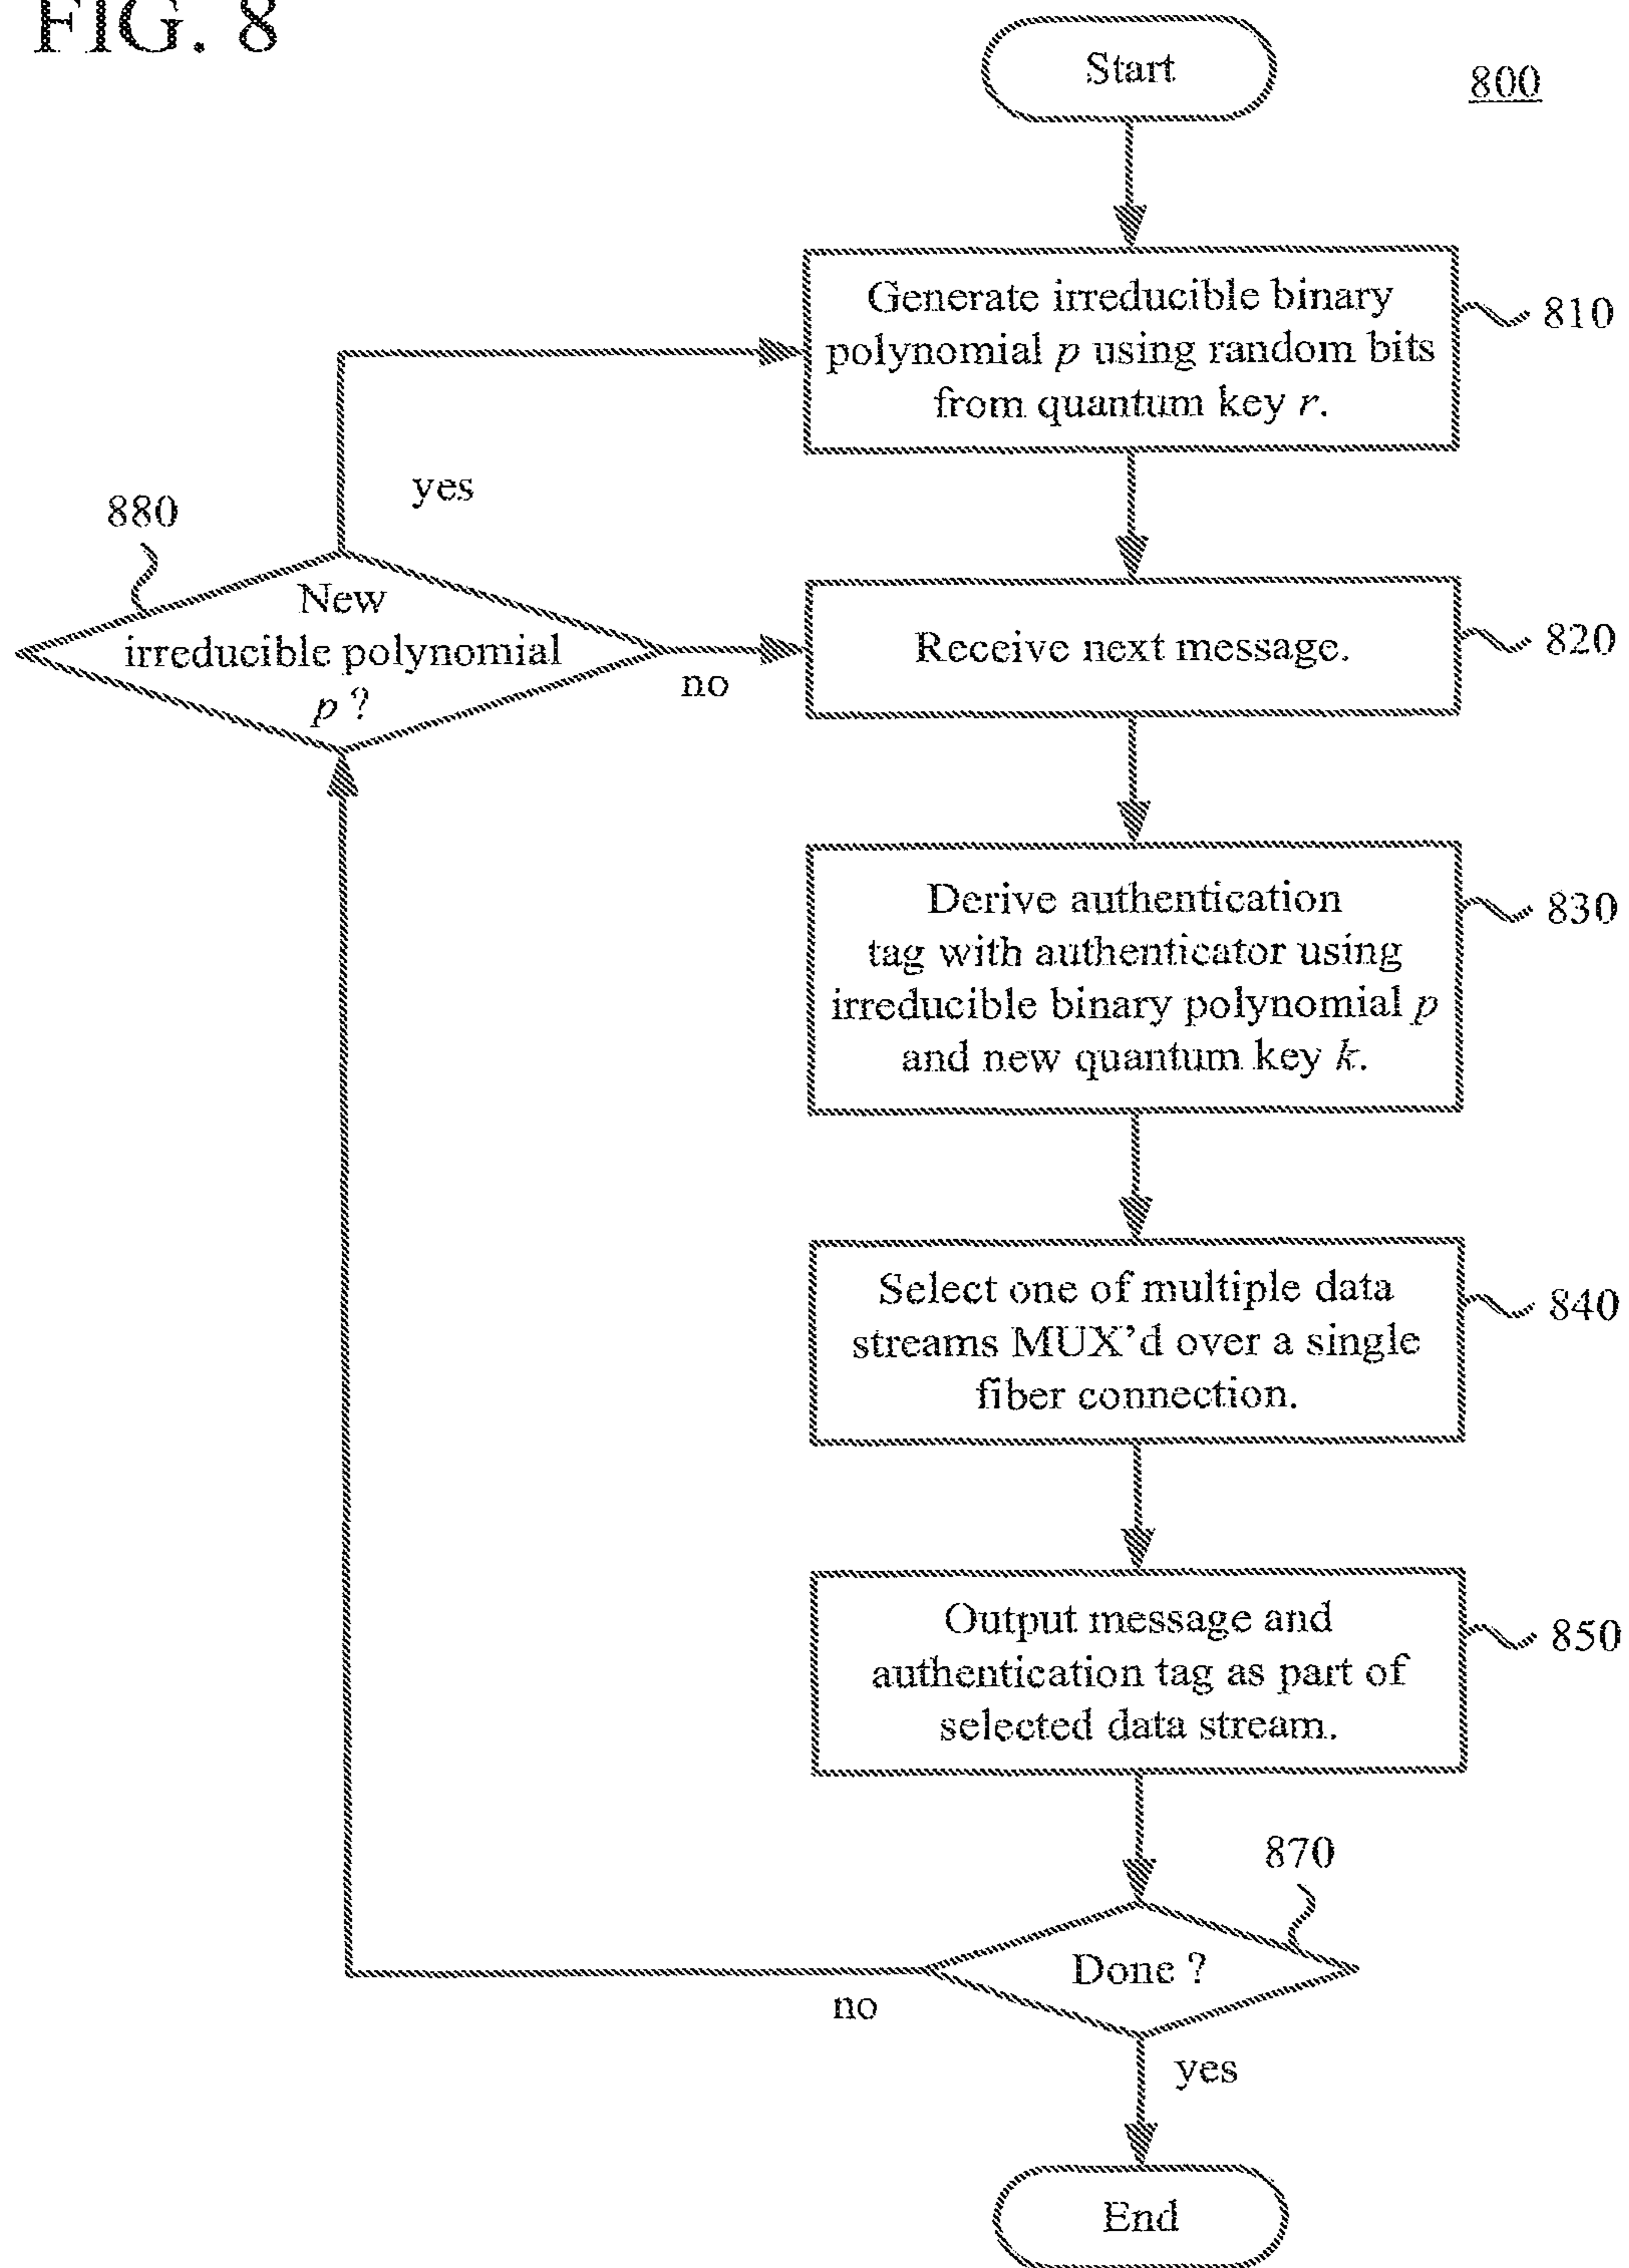 FIG. 8
Start
800
Generate irreducible binary
polynomial p using random bits
from quantum key r.
810
yes
880
New
irreducible polynomial
p ?
no
Receive next message.
820
Derive authentication
tag with authenticator using
irreducible binary polynomial p
and new quantum key k.
830
Select one of multiple data
streams MUX'd over a single
fiber connection.
840
Output message and
authentication tag as part of
selected data stream.
850
870
Done ?
no
yes
End